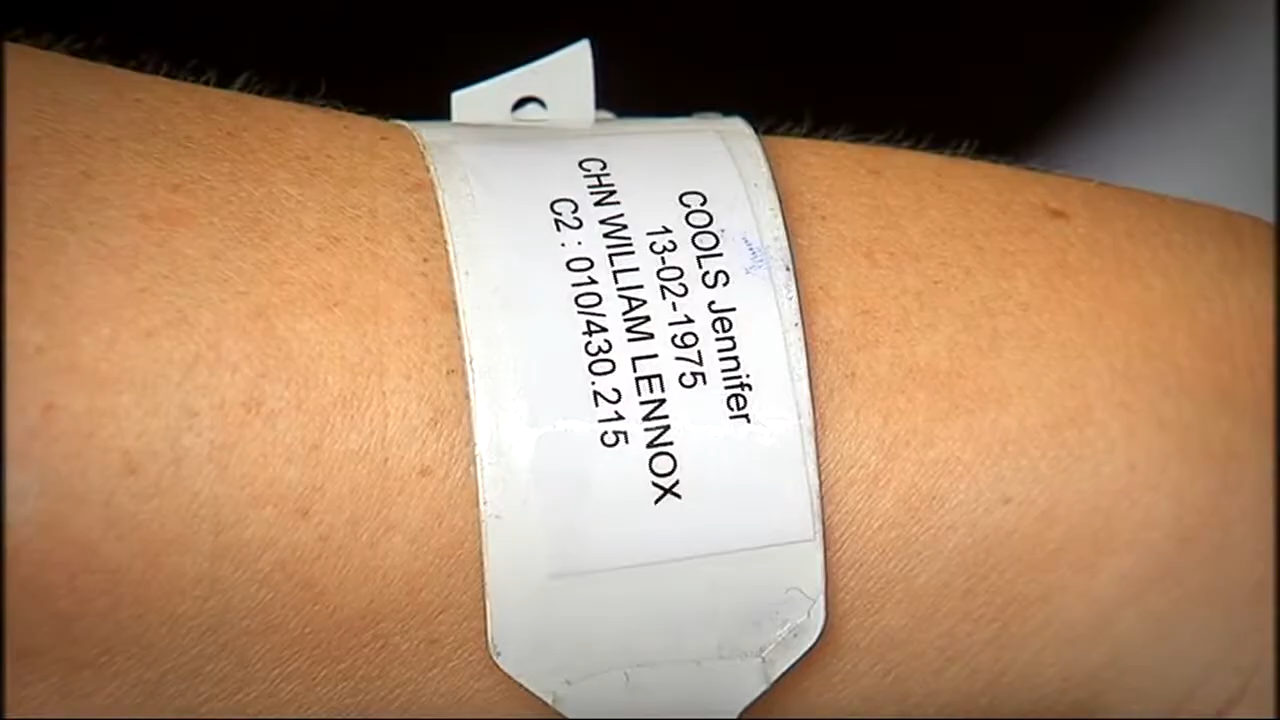 COOLS Jennifer
13-02-1975
CHN WILLIAM LENNOX
C2 : 010/430.215